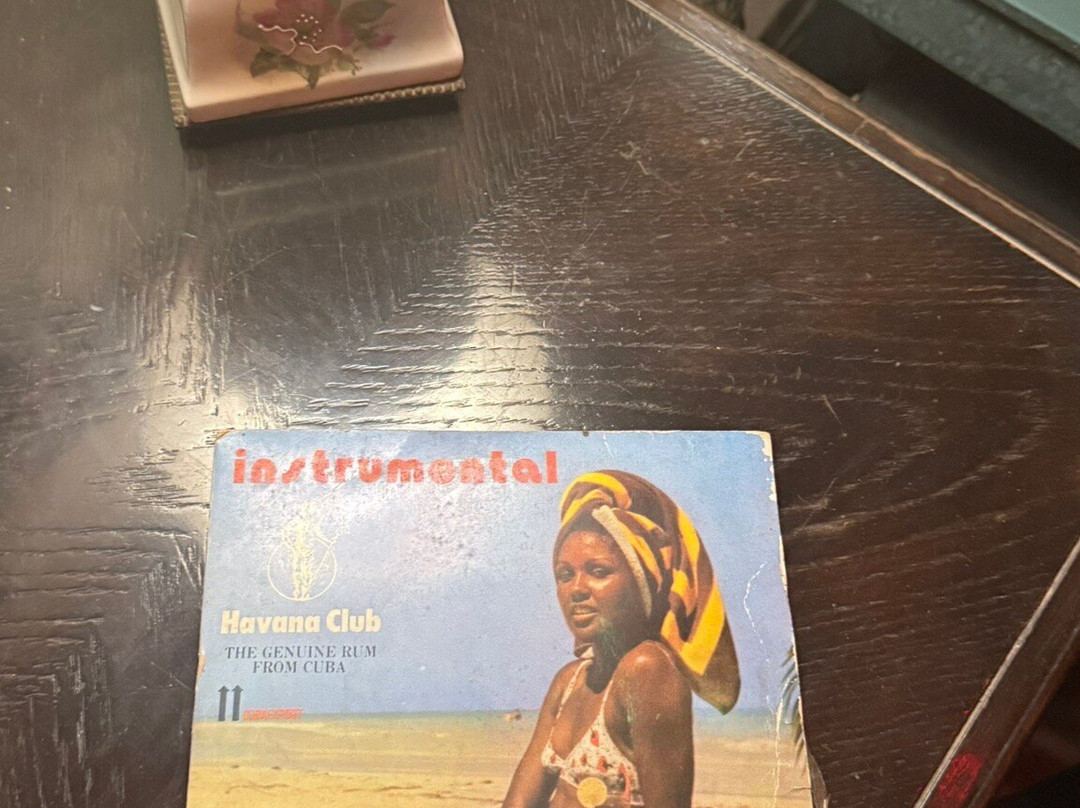 instrumental
Havana Club
THE GENUINE RUM
FROM CUBA